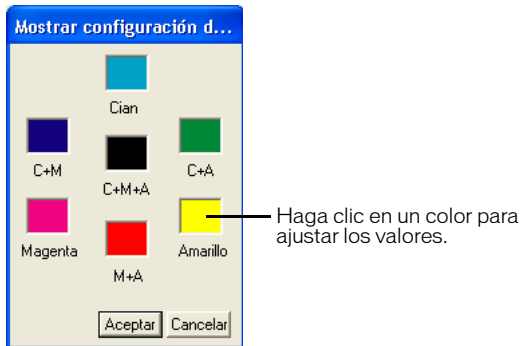 Mostrar configuración d...
Cian
C+M
C+A
C+M+A
Haga clic en un color para
ajustar los valores.
Magenta
Amarillo
M+A
Aceptar Cancelar